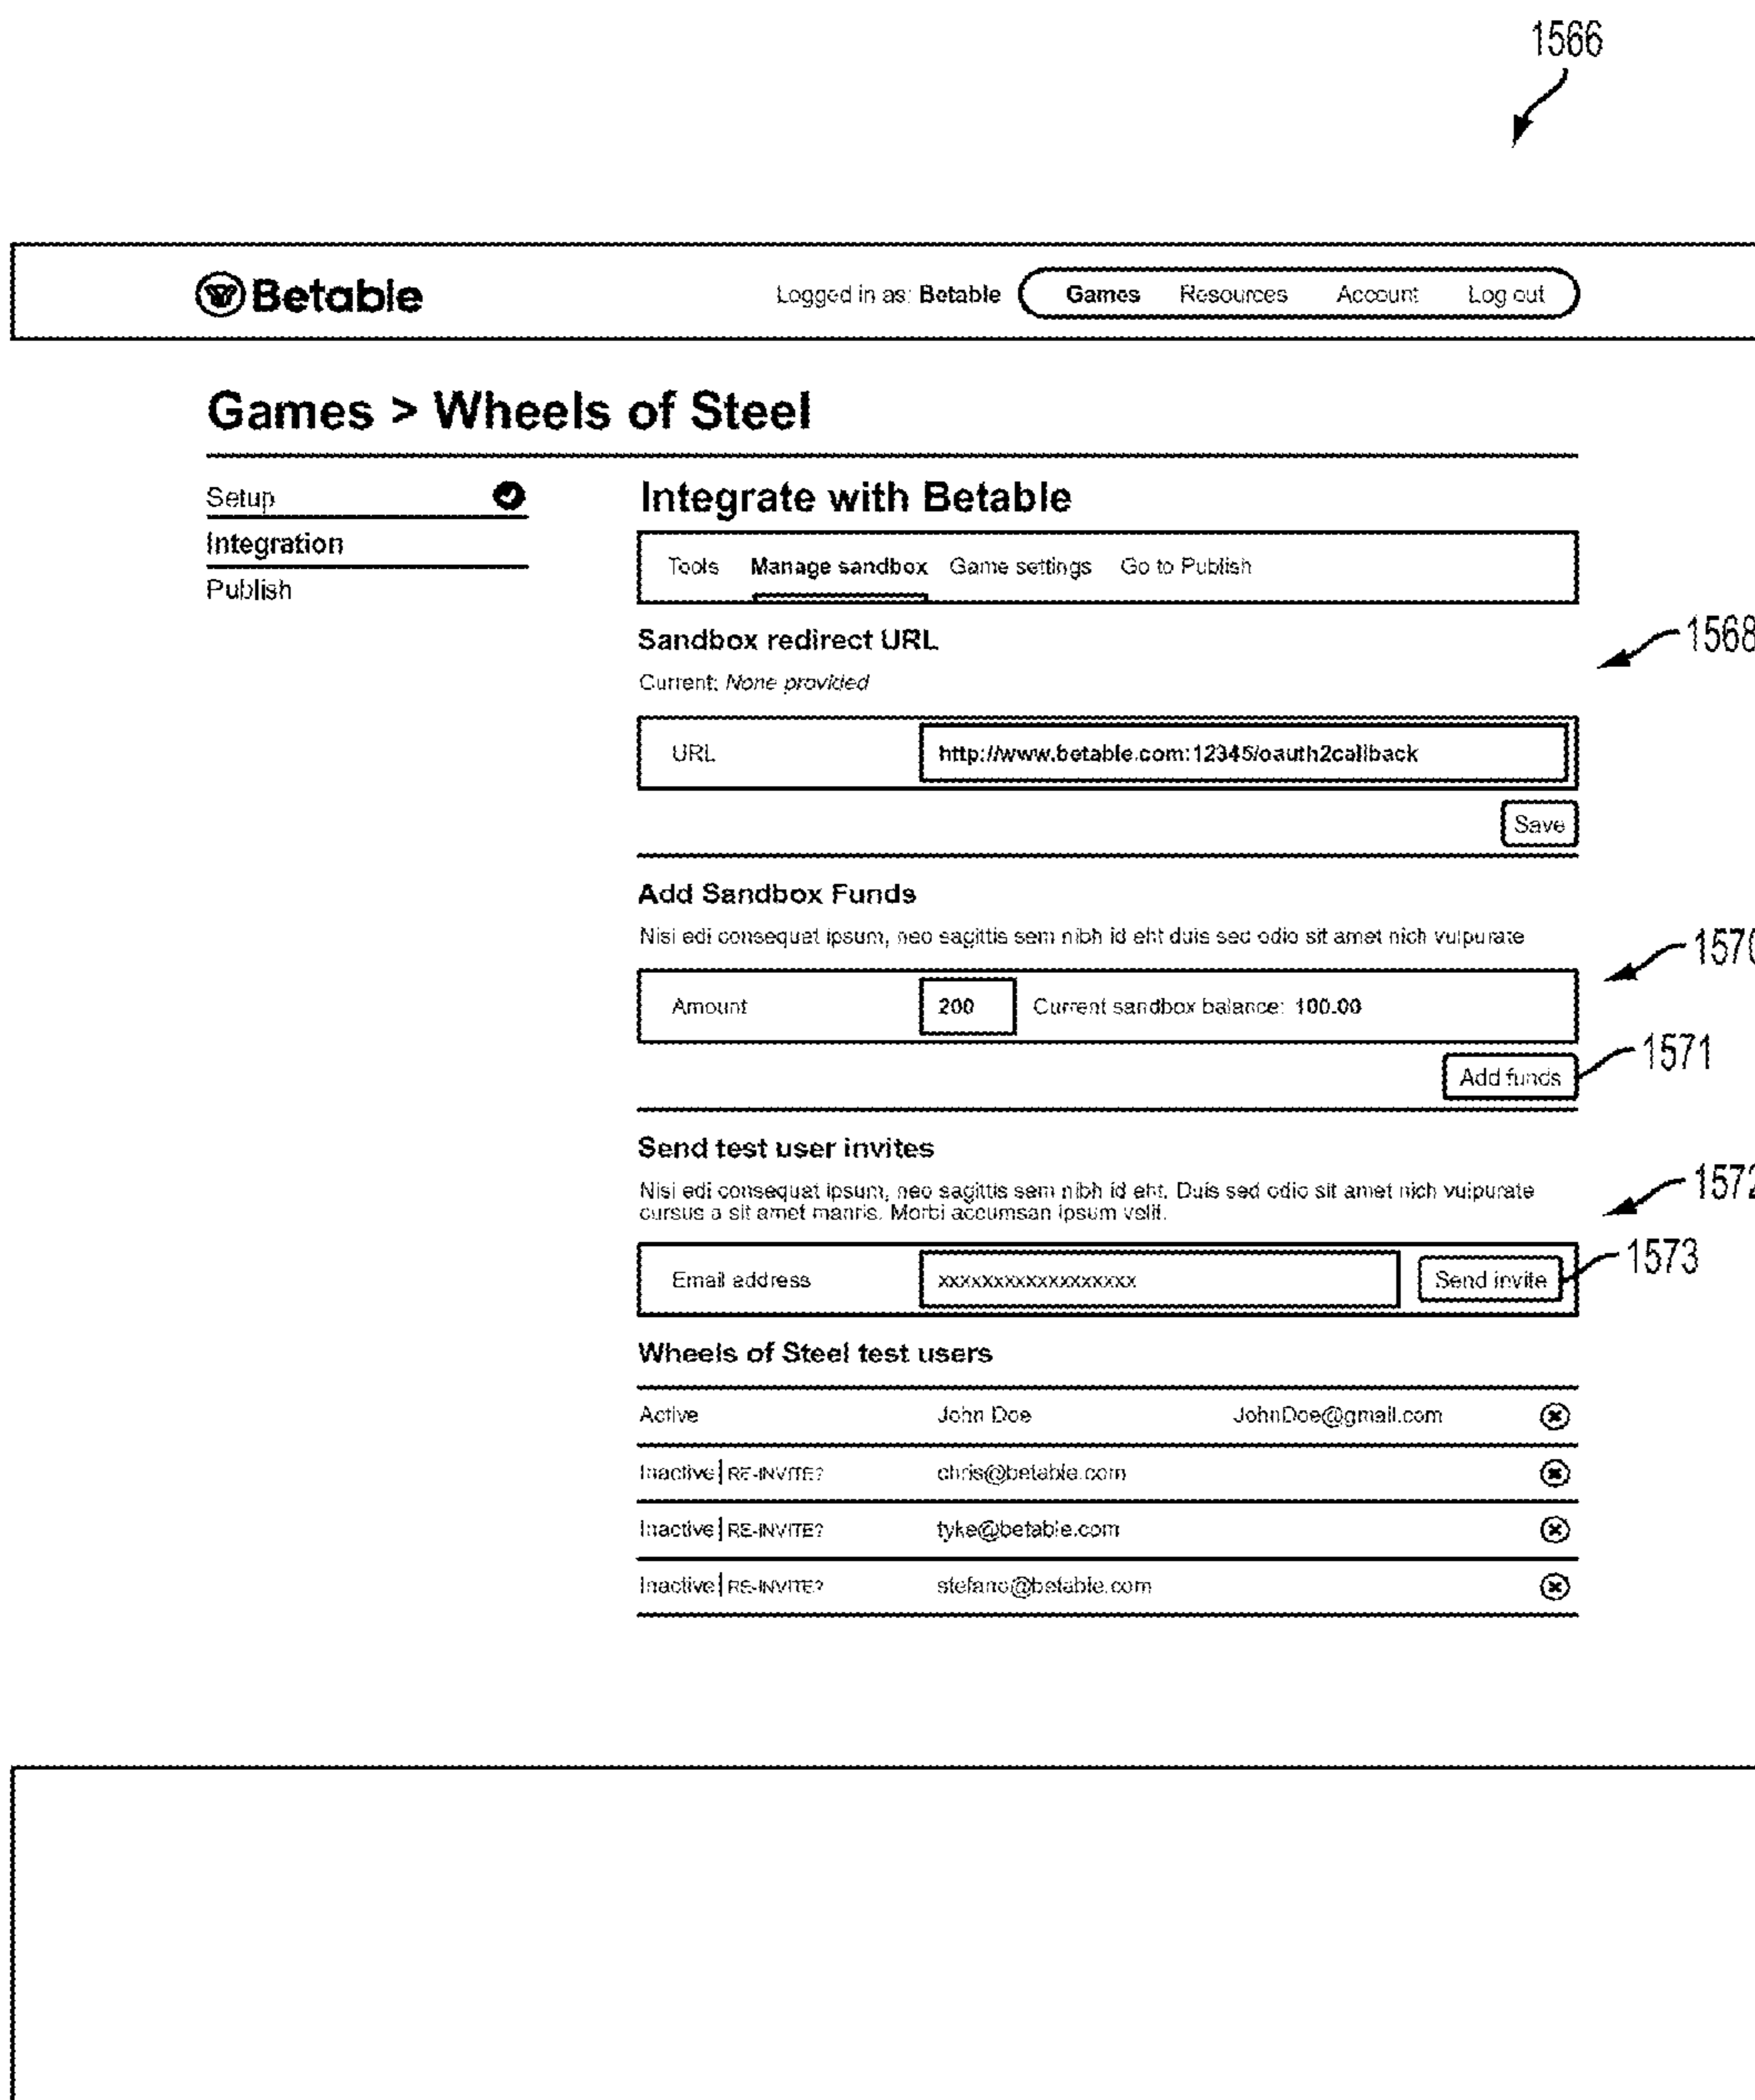 1566
Betable
Logged in as: Betable Games Resources Account Log out
Games > Wheels of Steel
Setup
Integration
Publish
Integrate with Betable
Tools Manage sandbox Game settings Go to Publish
Sandbox redirect URL
1568
Current: None provided
URL http://www.betable.com:12345/oauth2callback
Save
Add Sandbox Funds
Nisi edi consequat ipsum, neo sagittis sem nibh id eht duis sed odio sit amet nich vulpurate
1570
Amount 200 Current sandbox balance: 100.00
1571
Add funds
Send test user invites
Nisi edi consequat ipsum, neo sagittis sem nibh id eht. Duis sed odio sit amet nich vulpurate
1572
cursus a sit amet manris. Morbi accumsan ipsum velit.
1573
Email address xxxxxxxxxxxxxxxxxx Send invite
Wheels of Steel test users
Active John Doe JohnDoe@gmail.com
Inactive | RE-INVITE? chris@betable.com
Inactive | RE-INVITE? tyke@betable.com
Inactive | RE-INVITE? stefano@betable.com